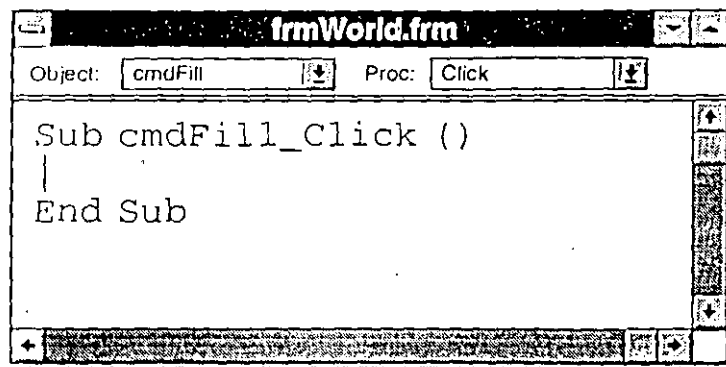 frmWorld.frm
Object: cmdFill Proc: Click
Sub cmdFill_Click ()
End Sub